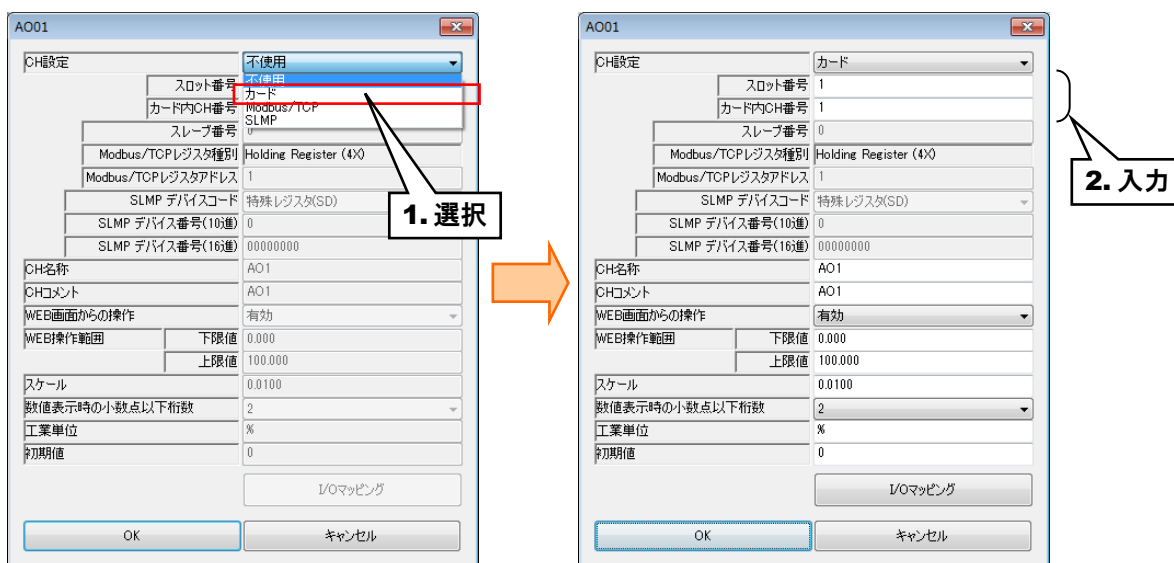 AO01
CH設定 不使用
不使用
スロット番号
カード
カード内CH番号
Modbus/TCP
SLMP
スレーブ番号 0
Modbus/TCPレジスタ種別 Holding Register (4X)
Modbus/TCPレジスタアドレス 1
SLMP デバイスコード 特殊レジスタ(SD)
SLMP デバイス番号(10進) 0
SLMP デバイス番号(16進) 00000000
CH名称 AO1
CHコメント AO1
WEB画面からの操作 有効
WEB操作範囲 下限値 0.000
上限値 100.000
スケール 0.0100
数値表示時の小数点以下桁数 2
工業単位 %
初期値 0
I/Oマッピング
OK キャンセル
1. 選択
AO01
CH設定 カード
スロット番号 1
カード内CH番号 1
スレーブ番号 0
Modbus/TCPレジスタ種別 Holding Register (4X)
Modbus/TCPレジスタアドレス 1
SLMP デバイスコード 特殊レジスタ(SD)
SLMP デバイス番号(10進) 0
SLMP デバイス番号(16進) 00000000
CH名称 AO1
CHコメント AO1
WEB画面からの操作 有効
WEB操作範囲 下限値 0.000
上限値 100.000
スケール 0.0100
数値表示時の小数点以下桁数 2
工業単位 %
初期値 0
I/Oマッピング
OK キャンセル
2. 入力